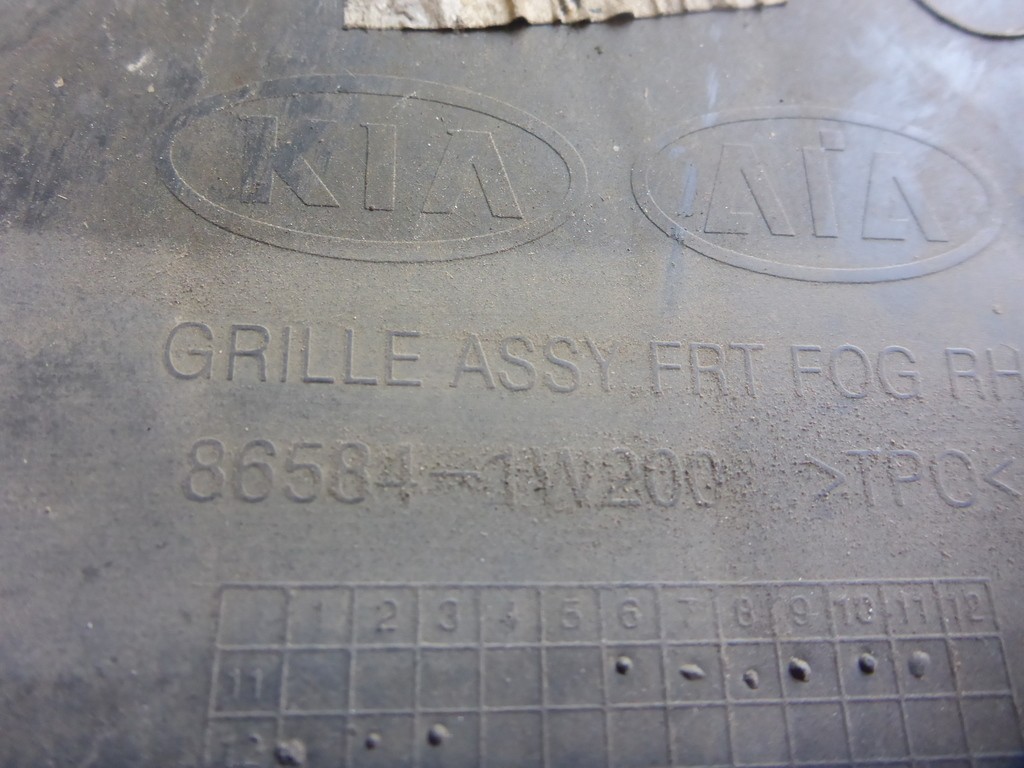 KIA KIA
GRILLE ASSY FRT FOG RH
86584-1W200 >TPC<
1 2 3 4 5 6 7 8 9 10 11 12
11
12